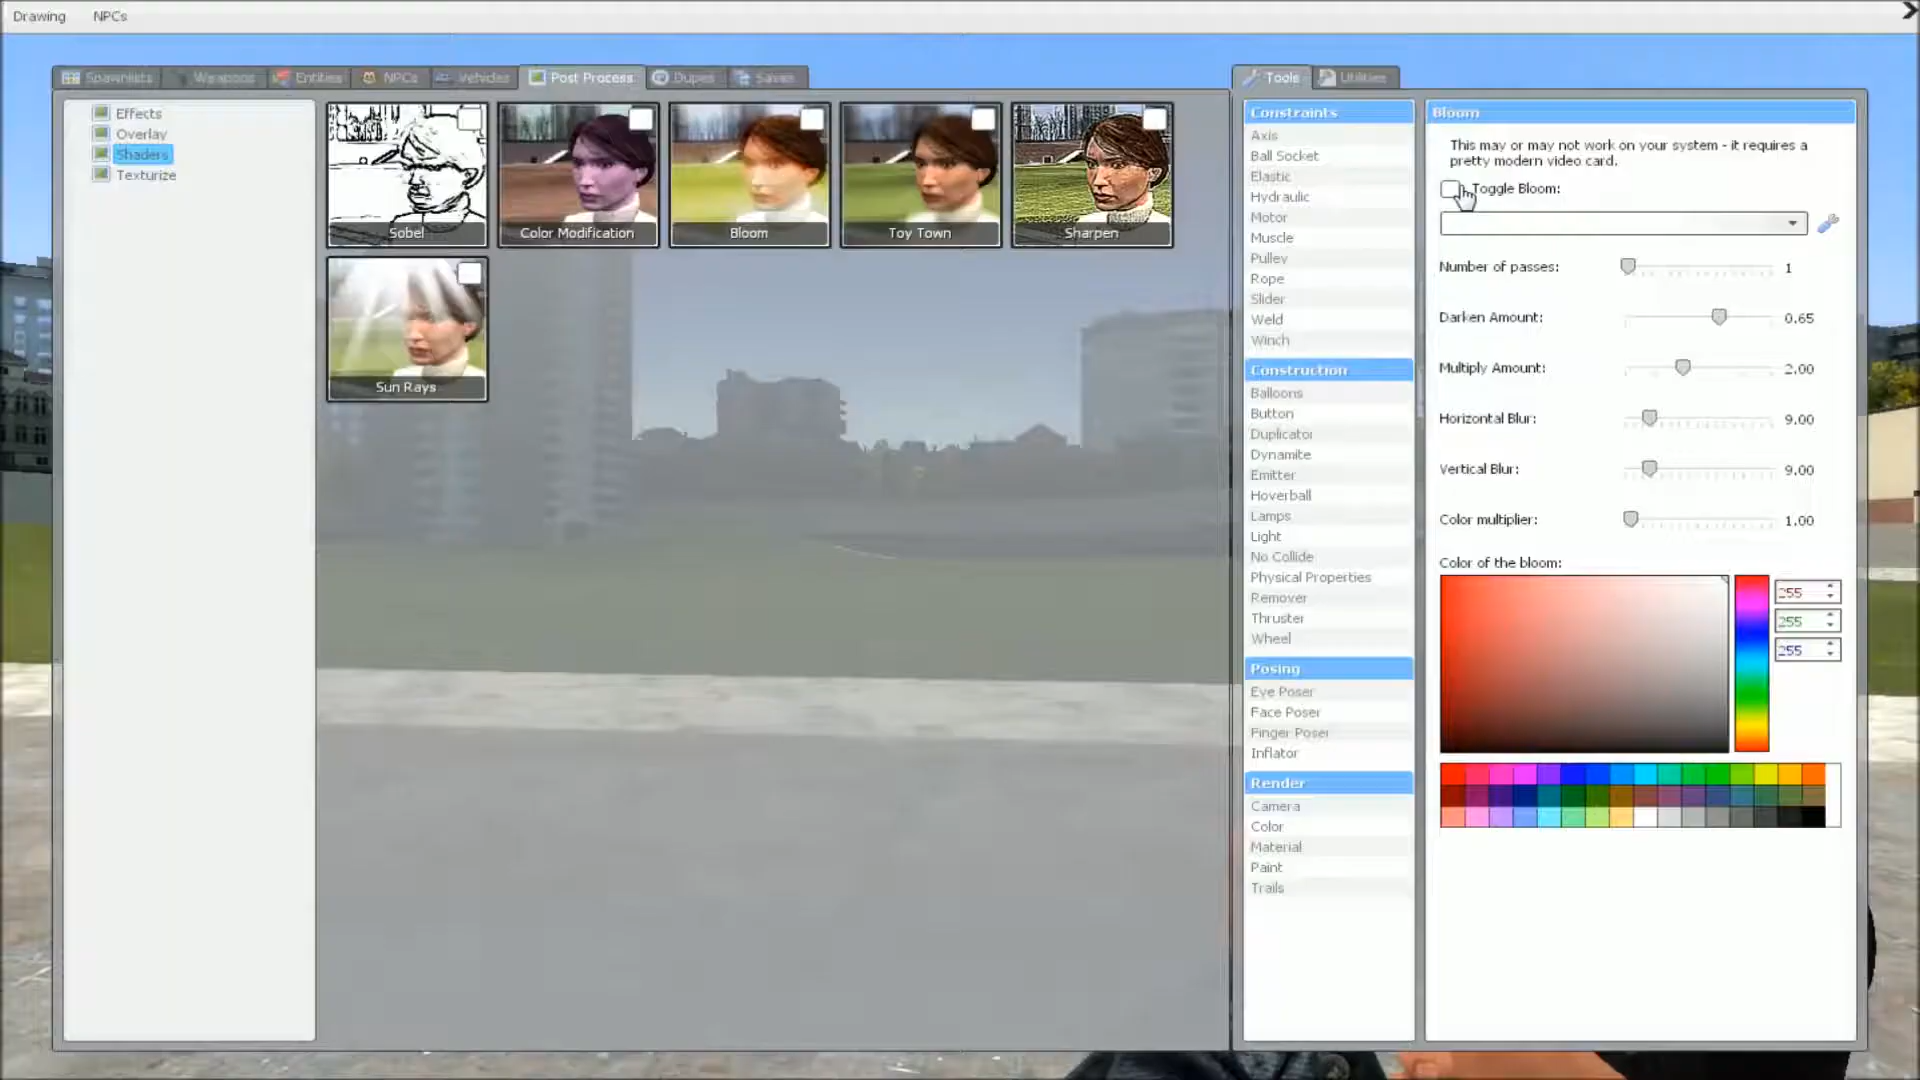 Drawing NPCs
Spawnlists Weapons Entities NPCs Vehicles Post Process Dupes Saves
Effects
Overlay
Shaders
Texturize
Sobel Color Modification Bloom Toy Town Sharpen
Sun Rays
Tools Utilities
Constraints
Axis
Ball Socket
Elastic
Hydraulic
Motor
Muscle
Pulley
Rope
Slider
Weld
Winch
Construction
Balloons
Button
Duplicator
Dynamite
Emitter
Hoverball
Lamps
Light
No Collide
Physical Properties
Remover
Thruster
Wheel
Posing
Eye Poser
Face Poser
Finger Poser
Inflator
Render
Camera
Color
Material
Paint
Trails
Bloom
This may or may not work on your system - it requires a
pretty modern video card.
Toggle Bloom:
Number of passes: 1
Darken Amount: 0.65
Multiply Amount: 2.00
Horizontal Blur: 9.00
Vertical Blur: 9.00
Color multiplier: 1.00
Color of the bloom:
255
255
255